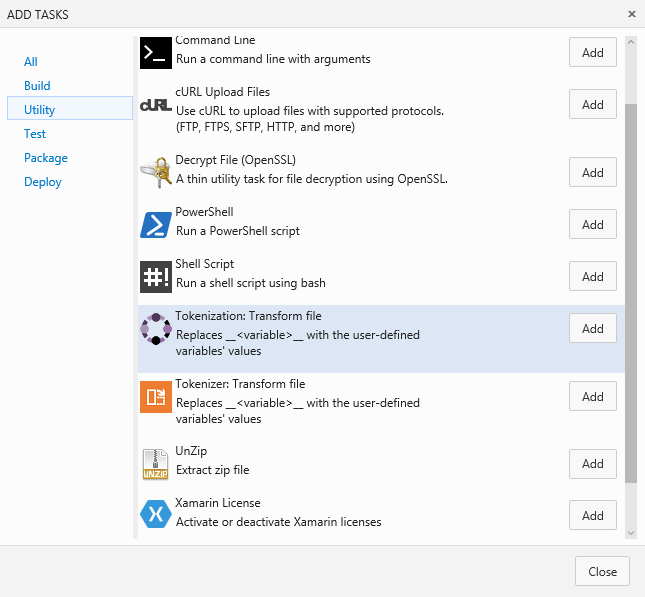 ADD TASKS
×
All
Build
Utility
Test
Package
Deploy
Command Line
Run a command line with arguments
Add
cURL
cURL Upload Files
Use cURL to upload files with supported protocols.
(FTP, FTPS, SFTP, HTTP, and more)
Add
Decrypt File (OpenSSL)
A thin utility task for file decryption using OpenSSL.
Add
PowerShell
Run a PowerShell script
Add
#!
Shell Script
Run a shell script using bash
Add
Tokenization: Transform file
Replaces __<variable>__ with the user-defined
variables' values
Add
Tokenizer: Transform file
Replaces __<variable>__ with the user-defined
variables' values
Add
UNZIP
UnZip
Extract zip file
Add
X
Xamarin License
Activate or deactivate Xamarin licenses
Add
Close